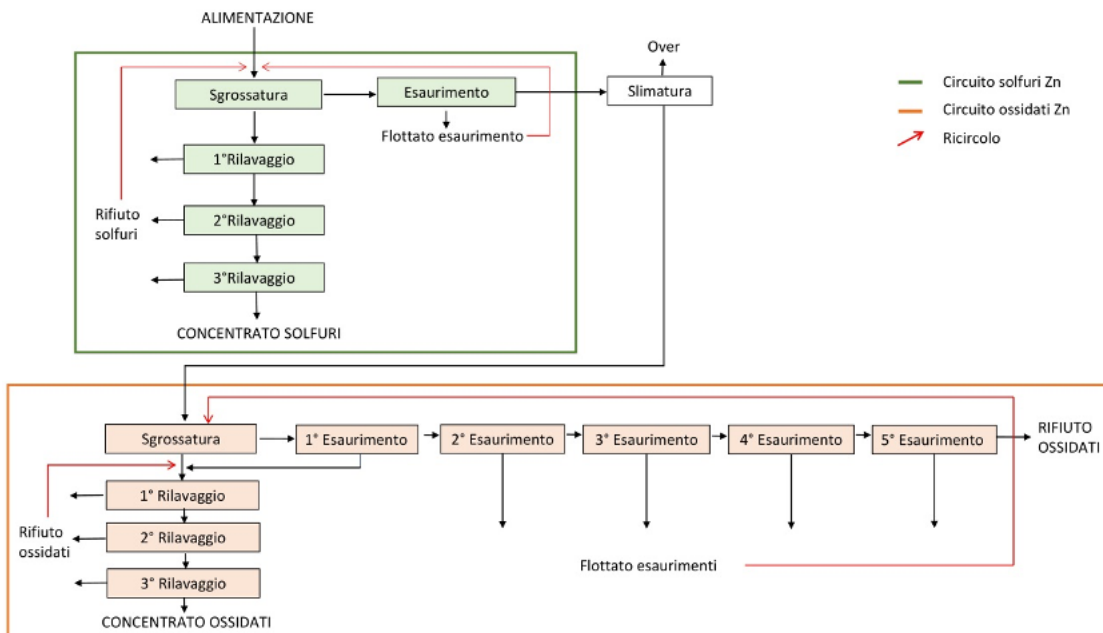 ALIMENTAZIONE
Over
Sgrossatura
Esaurimento
Slimatura
Circuito solfuri Zn
Circuito ossidati Zn
Ricircolo
Flottato esaurimento
1°Rilavaggio
Rifiuto
solfuri
2°Rilavaggio
3°Rilavaggio
CONCENTRATO SOLFURI
Sgrossatura
1° Esaurimento
2° Esaurimento
3° Esaurimento
4° Esaurimento
5° Esaurimento
RIFIUTO
OSSIDATI
1° Rilavaggio
Rifiuto
ossidati
2° Rilavaggio
3° Rilavaggio
Flottato esaurimenti
CONCENTRATO OSSIDATI